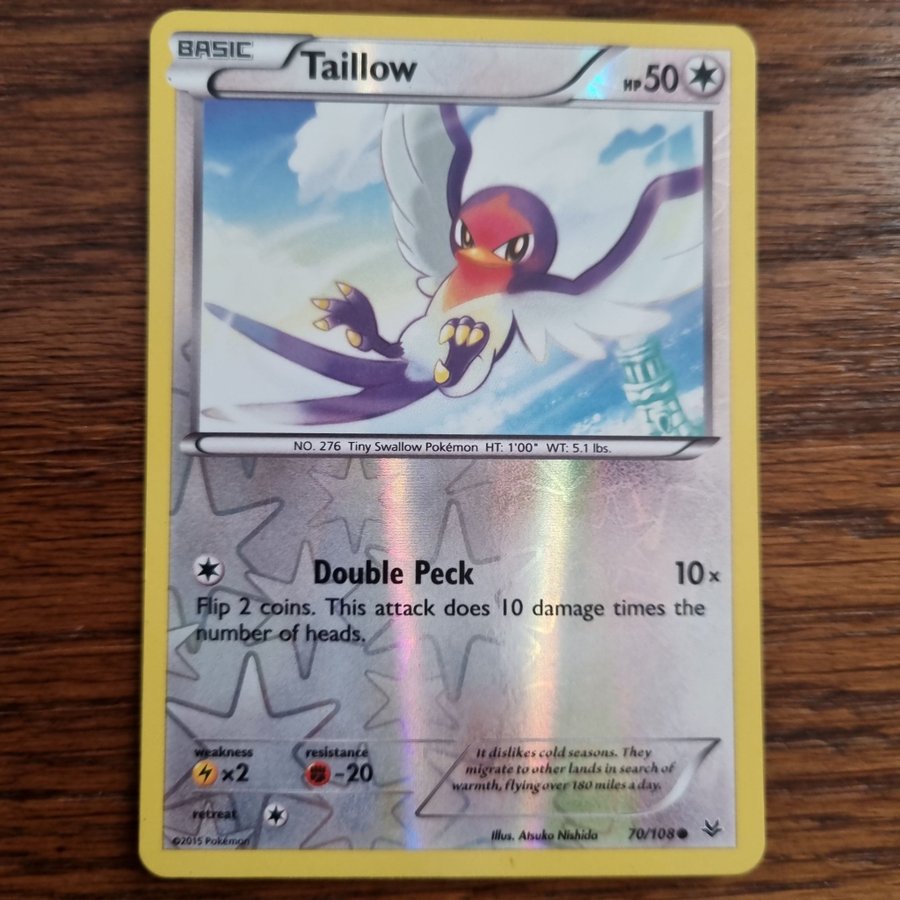 BASIC Taillow HP50
NO. 276 Tiny Swallow Pokémon HT: 1'00" WT: 5.1 lbs.
Double Peck 10×
Flip 2 coins. This attack does 10 damage times the
number of heads.
weakness resistance
×2 -20
It dislikes cold seasons. They
migrate to other lands in search of
warmth, flying over 180 miles a day.
retreat
©2015 Pokémon Illus. Atsuko Nishida 70/108